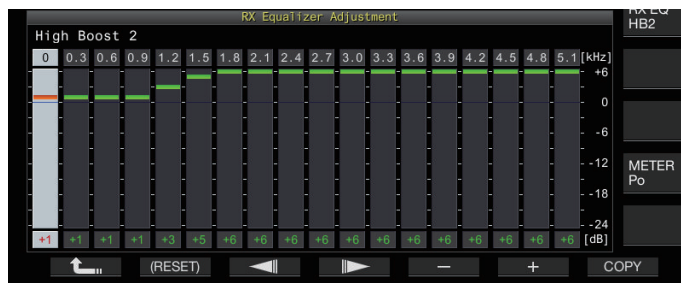 RX Equalizer Adjustment
RX EQ
HB2
High Boost 2
0 0.3 0.6 0.9 1.2 1.5 1.8 2.1 2.4 2.7 3.0 3.3 3.6 3.9 4.2 4.5 4.8 5.1 [kHz]
+6
0
-6
-12
METER
Po
-18
-24
+1 +1 +1 +1 +3 +5 +6 +6 +6 +6 +6 +6 +6 +6 +6 +6 +6 +6 [dB]
(RESET) − + COPY